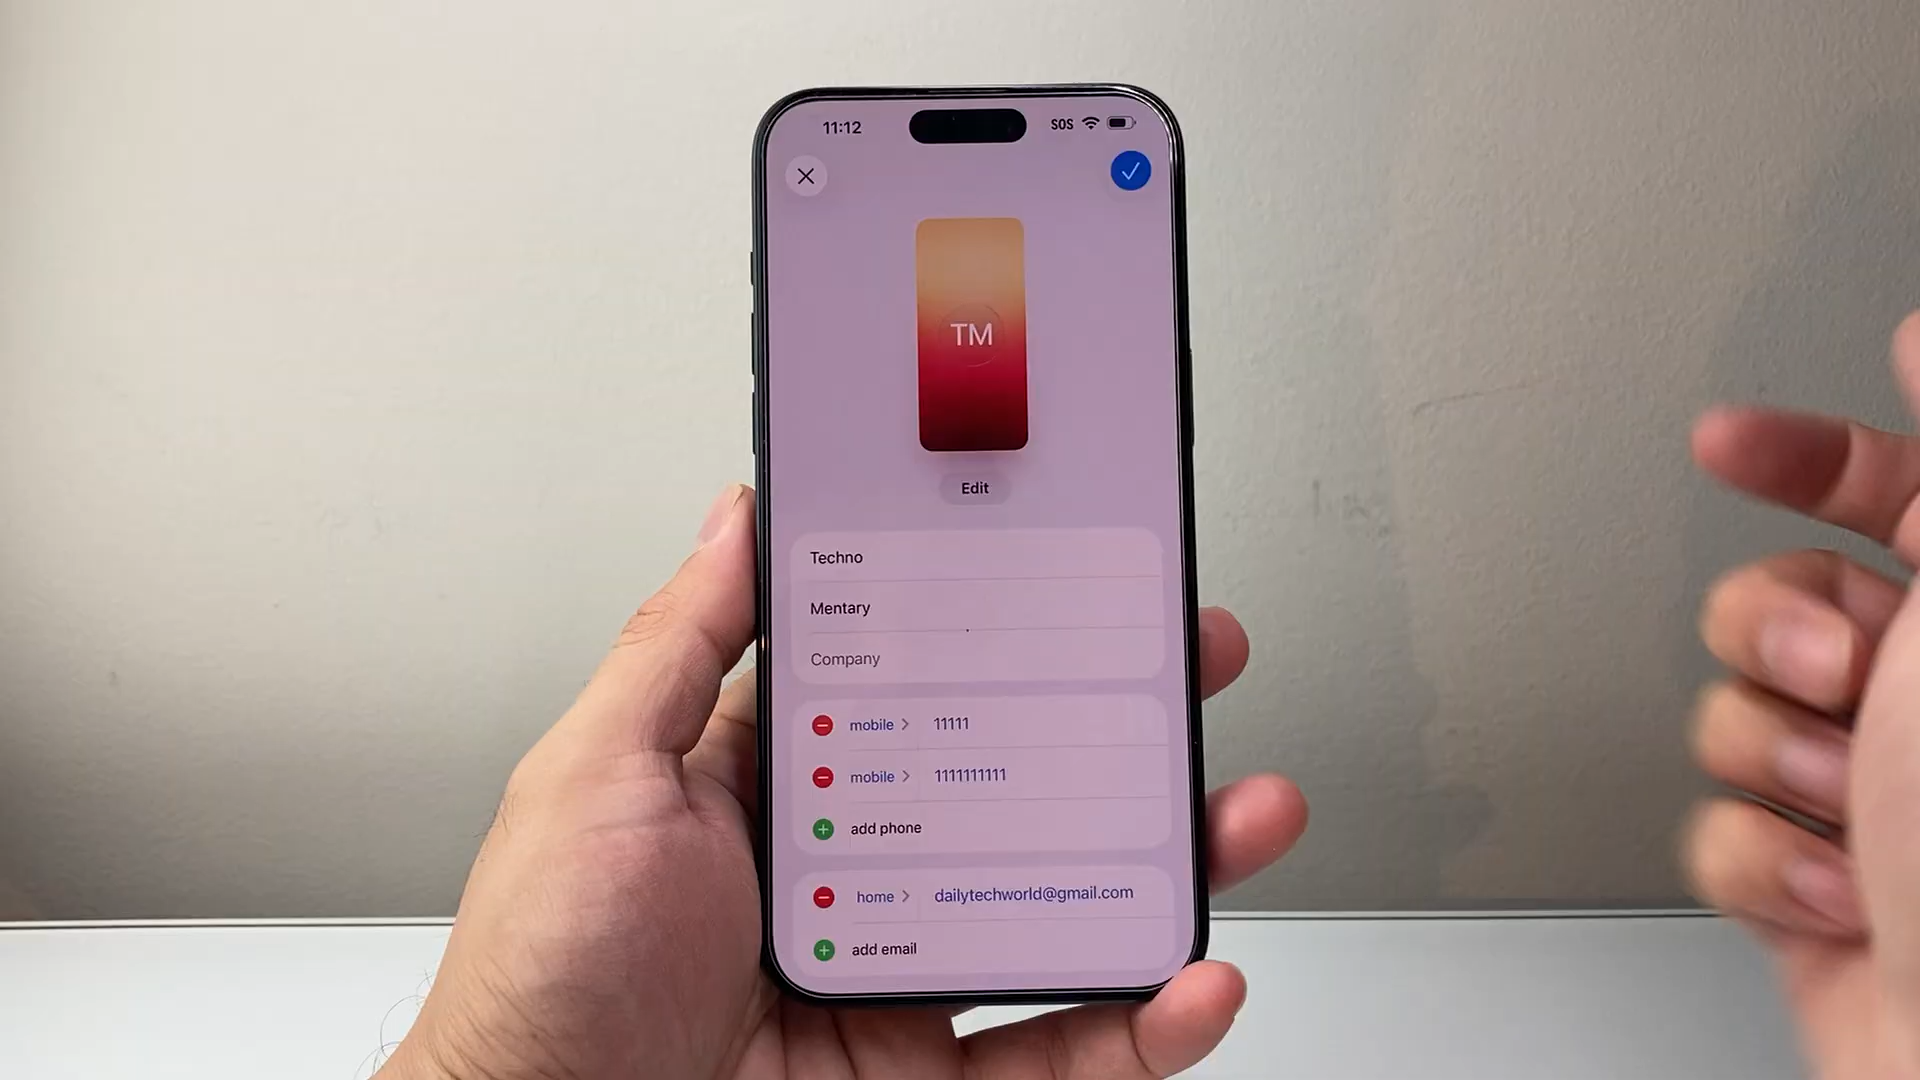 11:12 SOS
TM
Edit
Techno
Mentary
Company
mobile 11111
mobile 1111111111
add phone
home dailytechworld@gmail.com
add email